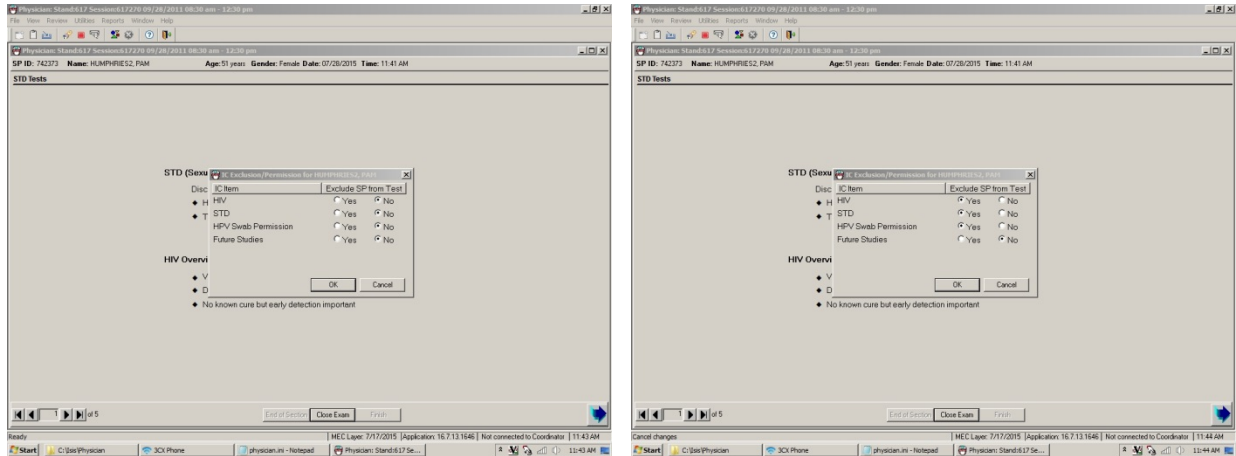 Physician: Stand:617 Session:617270 09/28/2011 08:30 am - 12:30 pm
File View Review Utilities Reports Window Help
Physician: Stand:617 Session:617270 09/28/2011 08:30 am - 12:30 pm
SP ID: 742373 Name: HUMPHRIES2, PAM Age: 51 years Gender: Female Date: 07/28/2015 Time: 11:41 AM
STD Tests
STD (Sexu
IC Exclusion/Permission for HUMPHRIES2, PAM
Disc
IC Item Exclude SP from Test
H
HIV Yes No
T
STD Yes No
HPV Swab Permission Yes No
Future Studies Yes No
HIV Overvi
V
D
OK Cancel
No known cure but early detection important
1 of 5 End of Section Close Exam Finish
Ready MEC Layer: 7/17/2015 Application: 16.7.13.1646 Not connected to Coordinator 11:43 AM
Start C:\Isis\Physician 3CX Phone physician.ini - Notepad Physician: Stand:617 Se... 11:43 AM
Physician: Stand:617 Session:617270 09/28/2011 08:30 am - 12:30 pm
File View Review Utilities Reports Window Help
Physician: Stand:617 Session:617270 09/28/2011 08:30 am - 12:30 pm
SP ID: 742373 Name: HUMPHRIES2, PAM Age: 51 years Gender: Female Date: 07/28/2015 Time: 11:41 AM
STD Tests
STD (Sexu
IC Exclusion/Permission for HUMPHRIES2, PAM
Disc
IC Item Exclude SP from Test
H
HIV Yes No
T
STD Yes No
HPV Swab Permission Yes No
Future Studies Yes No
HIV Overvi
V
D
OK Cancel
No known cure but early detection important
1 of 5 End of Section Close Exam Finish
Cancel changes MEC Layer: 7/17/2015 Application: 16.7.13.1646 Not connected to Coordinator 11:44 AM
Start C:\Isis\Physician 3CX Phone physician.ini - Notepad Physician: Stand:617 Se... 11:44 AM